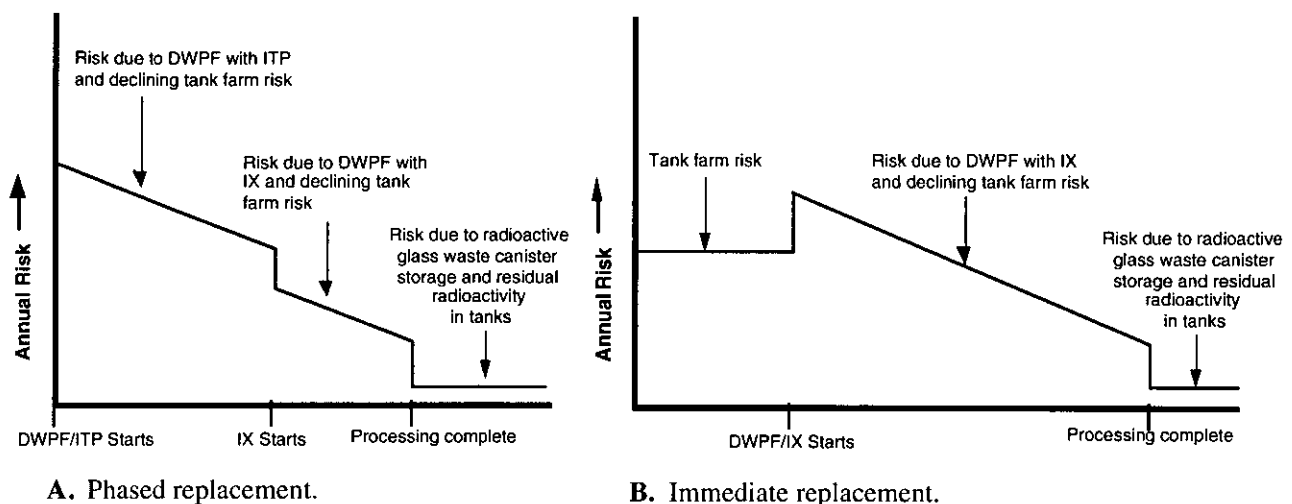 Risk due to DWPF with ITP
and declining tank farm risk
Risk due to DWPF with
IX and declining tank
farm risk
Risk due to radioactive
glass waste canister
storage and residual
radioactivity
in tanks
Annual Risk
DWPF/ITP Starts
IX Starts
Processing complete
A. Phased replacement.
Tank farm risk
Risk due to DWPF with IX
and declining tank farm risk
Risk due to radioactive
glass waste canister
storage and residual
radioactivity
in tanks
Annual Risk
DWPF/IX Starts
Processing complete
B. Immediate replacement.